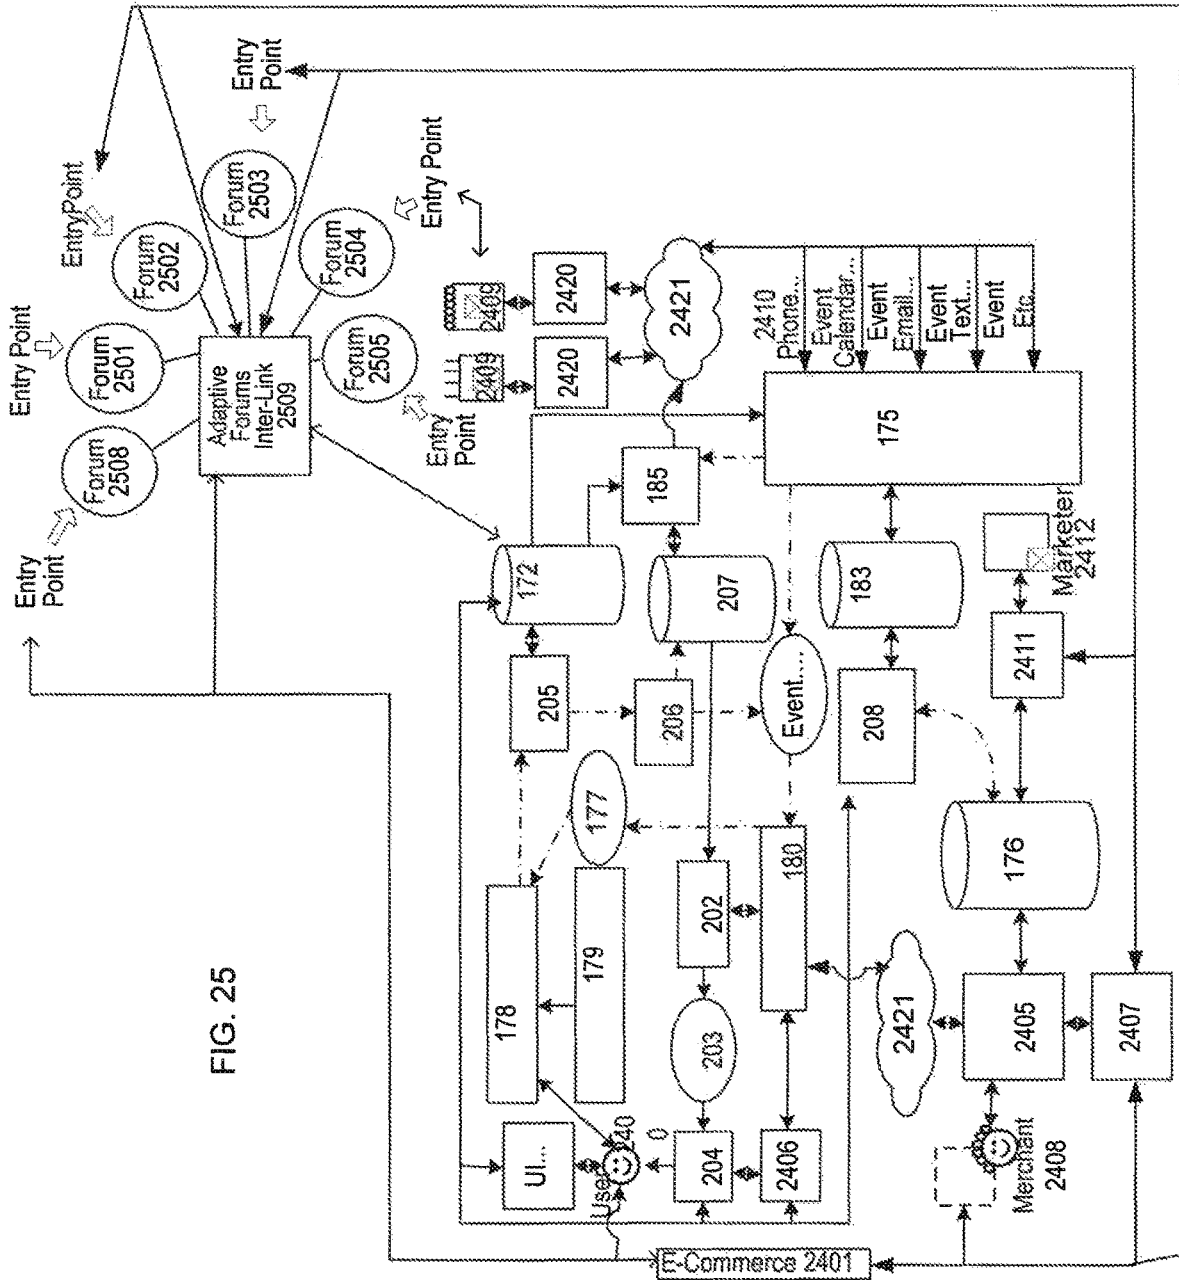 FIG. 25
Entry
Point
Forum
2508
Entry Point
Forum
2501
EntryPoint
Forum
2502
Entry
Point
Forum
2503
Forum
2504
Entry Point
Forum
2505
Entry
Point
Adaptive
Forums
Inter-Link
2509
2409
2409
2420
2420
2421
2410
Phone...
Event
Calendar...
Event
Email...
Event
Text...
Event
Etc.
175
185
172
207
183
Marketer
2412
2411
205
206
Event....
208
177
176
178
179
202
180
203
2421
2405
2407
UI...
User
240
0
204
2406
Merchant
2408
E-Commerce 2401